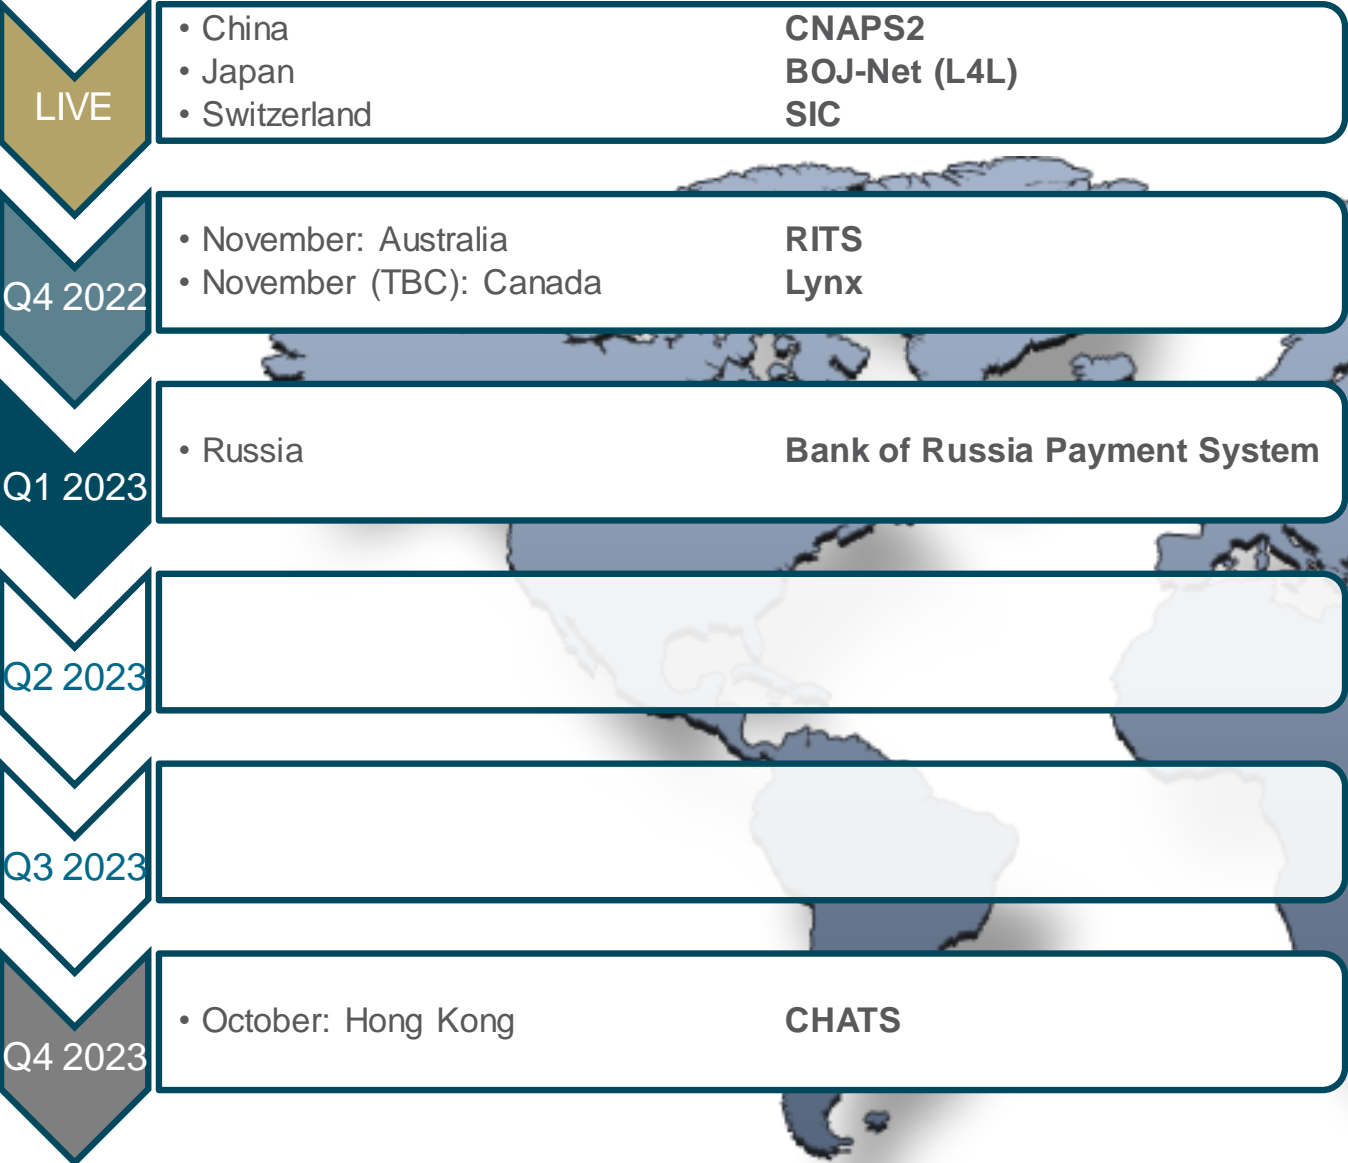 LIVE
• China CNAPS2
• Japan BOJ-Net (L4L)
• Switzerland SIC
Q4 2022
• November: Australia RITS
• November (TBC): Canada Lynx
Q1 2023
• Russia Bank of Russia Payment System
Q2 2023
Q3 2023
Q4 2023
• October: Hong Kong CHATS